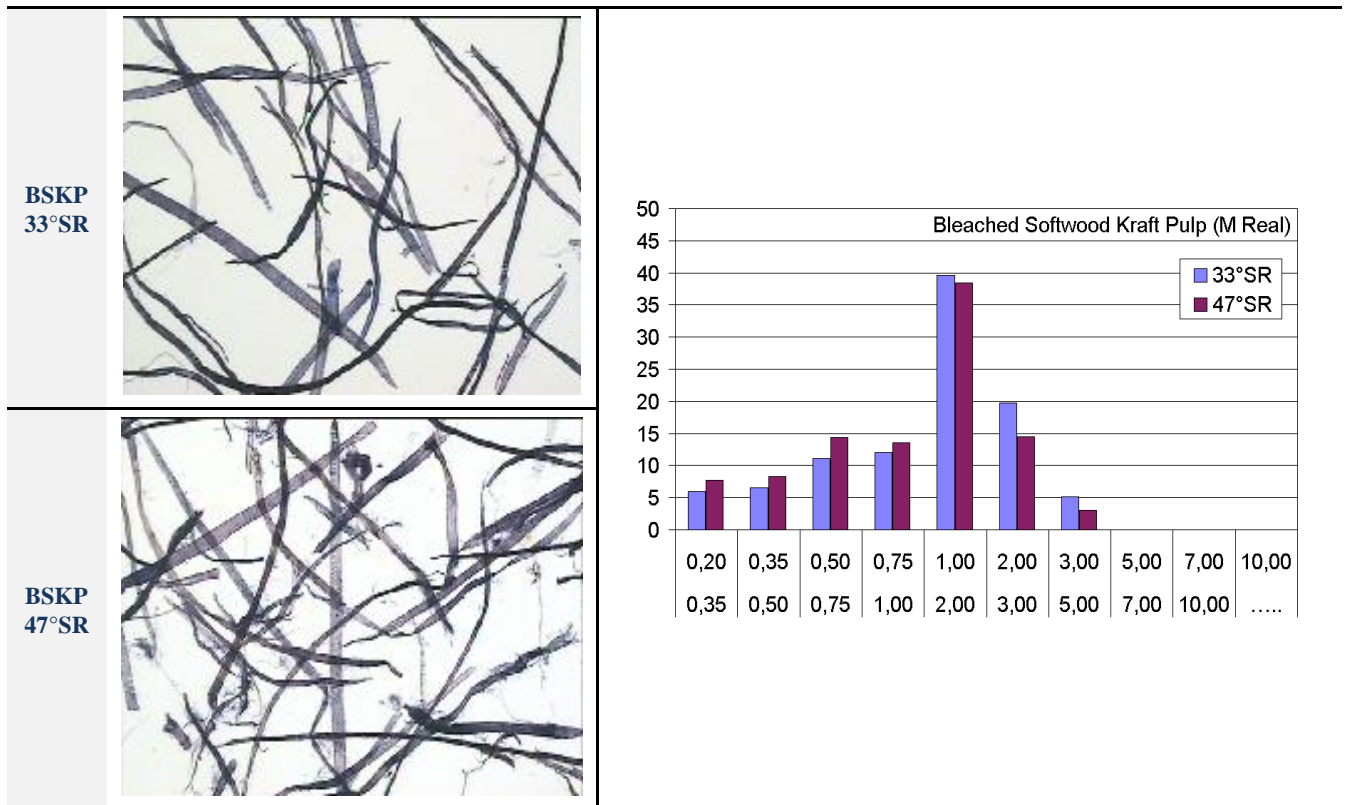 BSKP
33°SR
BSKP
47°SR
Bleached Softwood Kraft Pulp (M Real)
33°SR
47°SR
50
45
40
35
30
25
20
15
10
5
0
0,20 0,35 0,50 0,75 1,00 2,00 3,00 5,00 7,00 10,00
0,35 0,50 0,75 1,00 2,00 3,00 5,00 7,00 10,00 .....